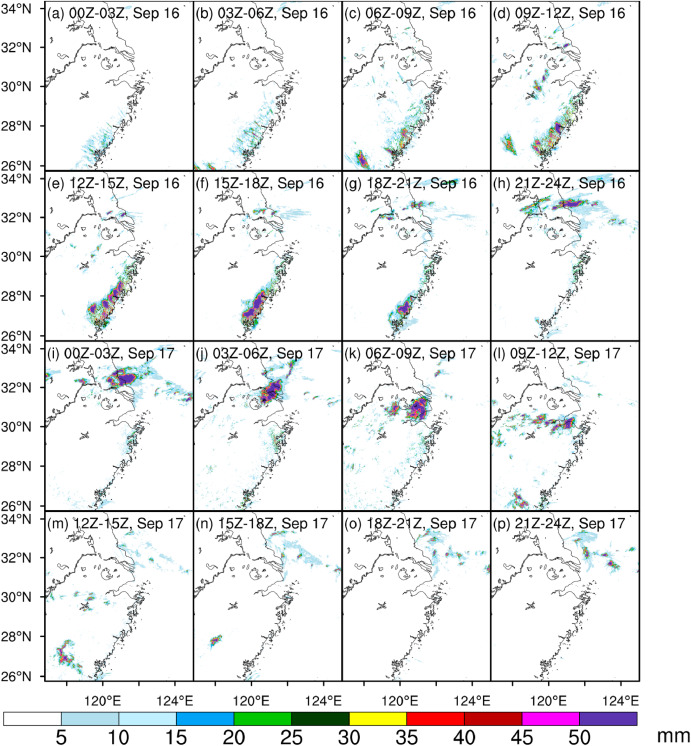 34°N (a) 00Z-03Z, Sep 16 (b) 03Z-06Z, Sep 16 (c) 06Z-09Z, Sep 16 (d) 09Z-12Z, Sep 16
32°N
30°N
28°N
26°N
34°N (e) 12Z-15Z, Sep 16 (f) 15Z-18Z, Sep 16 (g) 18Z-21Z, Sep 16 (h) 21Z-24Z, Sep 16
32°N
30°N
28°N
26°N
34°N (i) 00Z-03Z, Sep 17 (j) 03Z-06Z, Sep 17 (k) 06Z-09Z, Sep 17 (l) 09Z-12Z, Sep 17
32°N
30°N
28°N
26°N
34°N (m) 12Z-15Z, Sep 17 (n) 15Z-18Z, Sep 17 (o) 18Z-21Z, Sep 17 (p) 21Z-24Z, Sep 17
32°N
30°N
28°N
26°N
120°E 124°E 120°E 124°E 120°E 124°E 120°E 124°E
5 10 15 20 25 30 35 40 45 50 mm